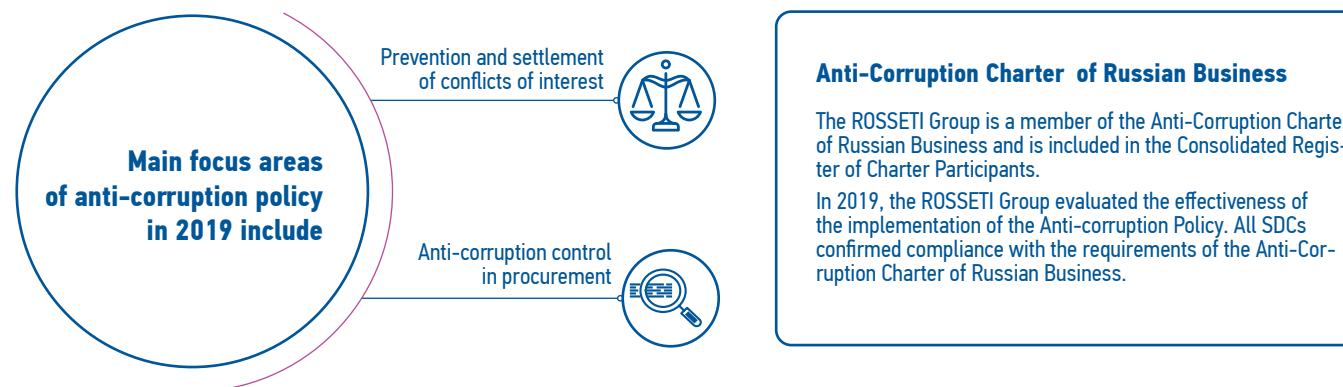 Main focus areas
of anti-corruption policy
in 2019 include
Prevention and settlement
of conflicts of interest
Anti-corruption control
in procurement
Anti-Corruption Charter of Russian Business
The ROSSETI Group is a member of the Anti-Corruption Charte
of Russian Business and is included in the Consolidated Regis-
ter of Charter Participants.
In 2019, the ROSSETI Group evaluated the effectiveness of
the implementation of the Anti-corruption Policy. All SDCs
confirmed compliance with the requirements of the Anti-Cor-
ruption Charter of Russian Business.